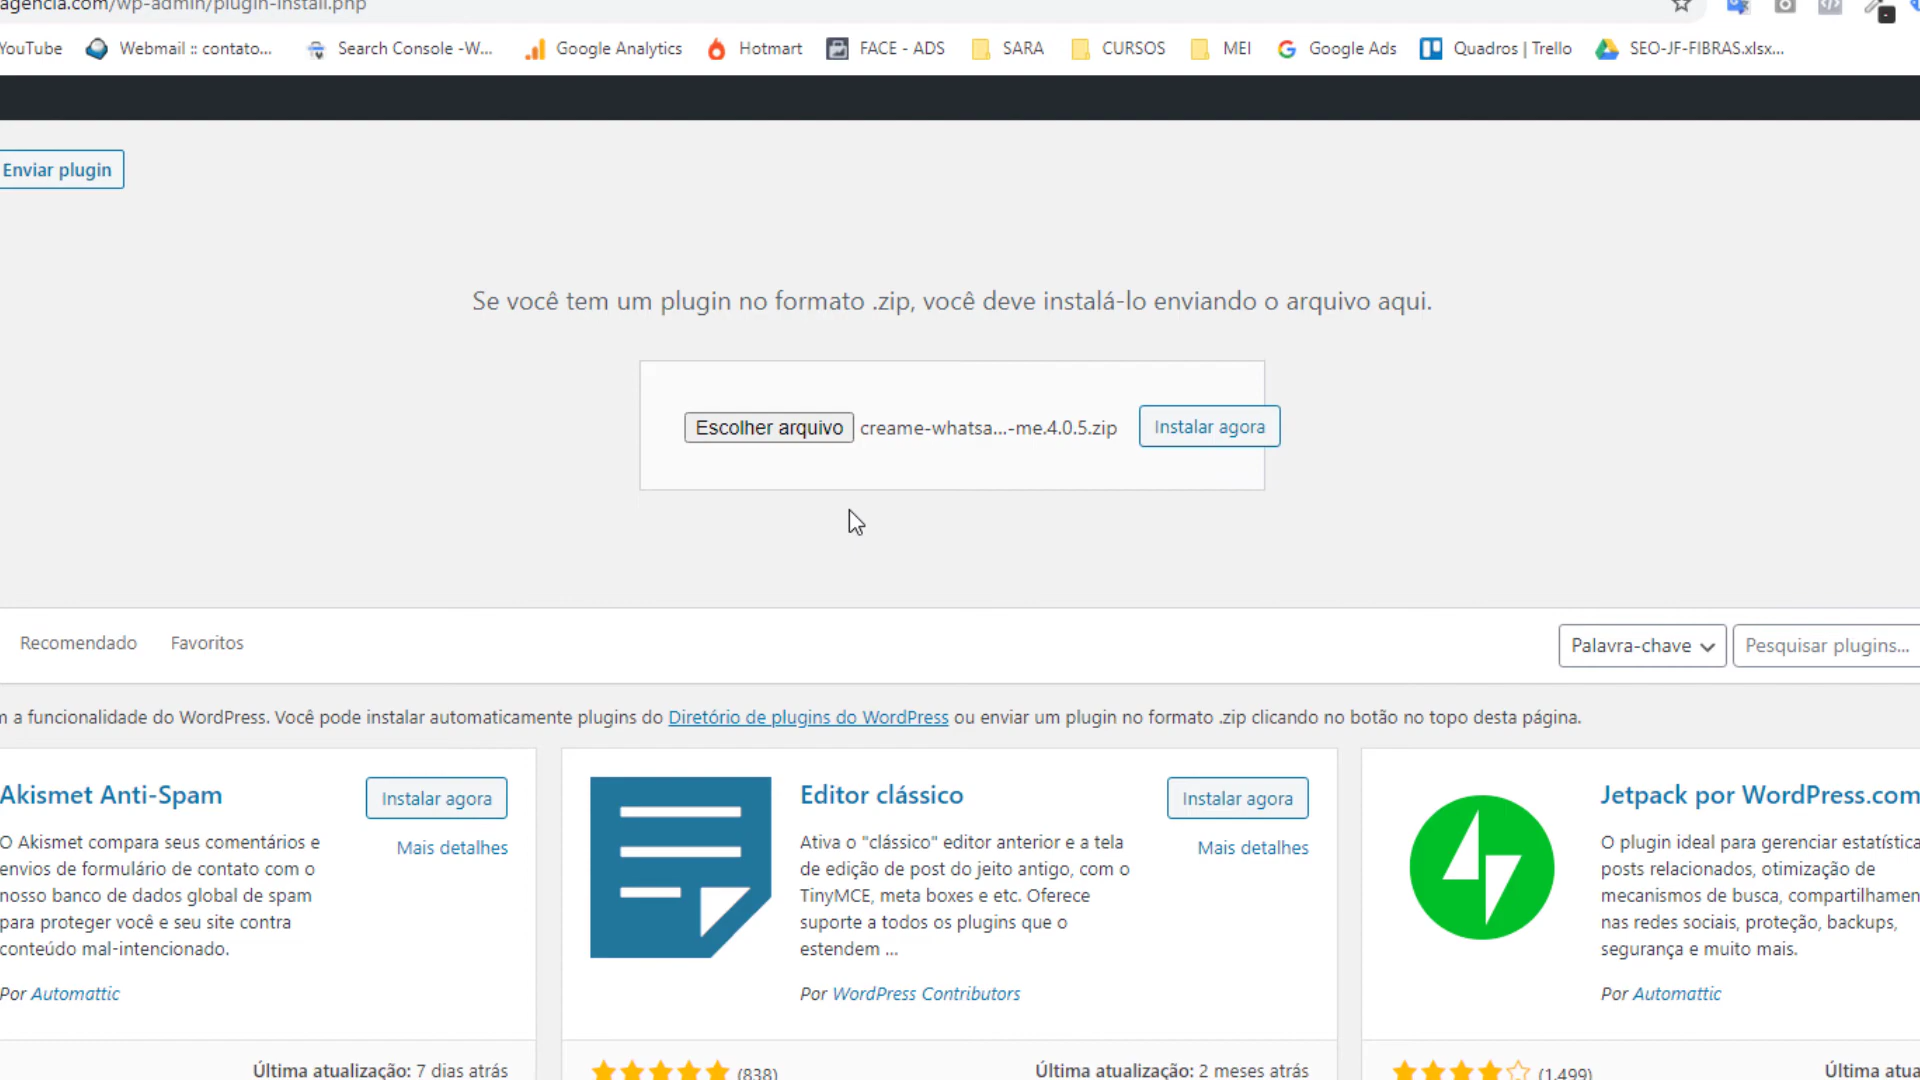 agencia.com/wp-admin/plugin-install.php
YouTube Webmail :: contato... Search Console -W... Google Analytics Hotmart FACE - ADS SARA CURSOS MEI Google Ads Quadros | Trello SEO-JF-FIBRAS.xlsx...
Enviar plugin
Se você tem um plugin no formato .zip, você deve instalá-lo enviando o arquivo aqui.
Escolher arquivo creame-whatsa...-me.4.0.5.zip Instalar agora
Recomendado Favoritos Palavra-chave Pesquisar plugins...
a funcionalidade do WordPress. Você pode instalar automaticamente plugins do Diretório de plugins do WordPress ou enviar um plugin no formato .zip clicando no botão no topo desta página.
Akismet Anti-Spam
Instalar agora
Mais detalhes
O Akismet compara seus comentários e
envios de formulário de contato com o
nosso banco de dados global de spam
para proteger você e seu site contra
conteúdo mal-intencionado.
Por Automattic
Última atualização: 7 dias atrás
Editor clássico
Instalar agora
Mais detalhes
Ativa o "clássico" editor anterior e a tela
de edição de post do jeito antigo, com o
TinyMCE, meta boxes e etc. Oferece
suporte a todos os plugins que o
estendem ...
Por WordPress Contributors
(838) Última atualização: 2 meses atrás
Jetpack por WordPress.com
O plugin ideal para gerenciar estatística
posts relacionados, otimização de
mecanismos de busca, compartilhamen
nas redes sociais, proteção, backups,
segurança e muito mais.
Por Automattic
(1.499) Última atua